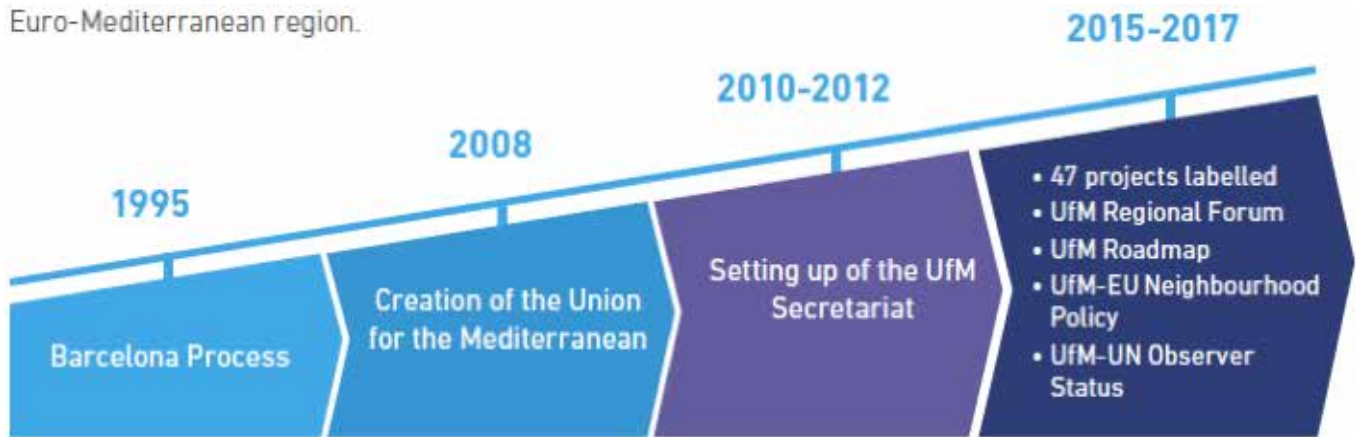 Euro-Mediterranean region.
1995
2008
2010-2012
2015-2017
Barcelona Process
Creation of the Union
for the Mediterranean
Setting up of the UfM
Secretariat
• 47 projects labelled
• UfM Regional Forum
• UfM Roadmap
• UfM-EU Neighbourhood
Policy
• UfM-UN Observer
Status